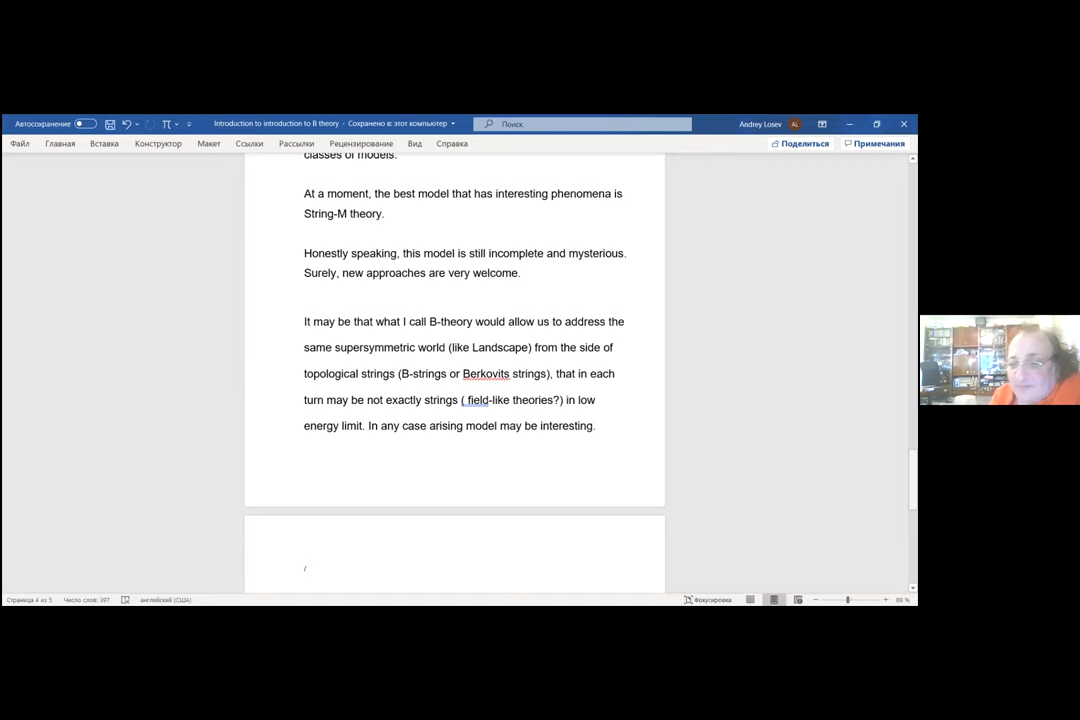 Автосохранение
Introduction to introduction to B theory - Сохранено в: этот компьютер
Поиск
Andrey Losev
AL
Файл Главная Вставка Конструктор Макет Ссылки Рассылки Рецензирование Вид Справка
Поделиться
Примечания
classes of models.
At a moment, the best model that has interesting phenomena is
String-M theory.
Honestly speaking, this model is still incomplete and mysterious.
Surely, new approaches are very welcome.
It may be that what I call B-theory would allow us to address the
same supersymmetric world (like Landscape) from the side of
topological strings (B-strings or Berkovits strings), that in each
turn may be not exactly strings ( field-like theories?) in low
energy limit. In any case arising model may be interesting.
/
Страница 4 из 5 Число слов: 397 английский (США)
Фокусировка
89 %